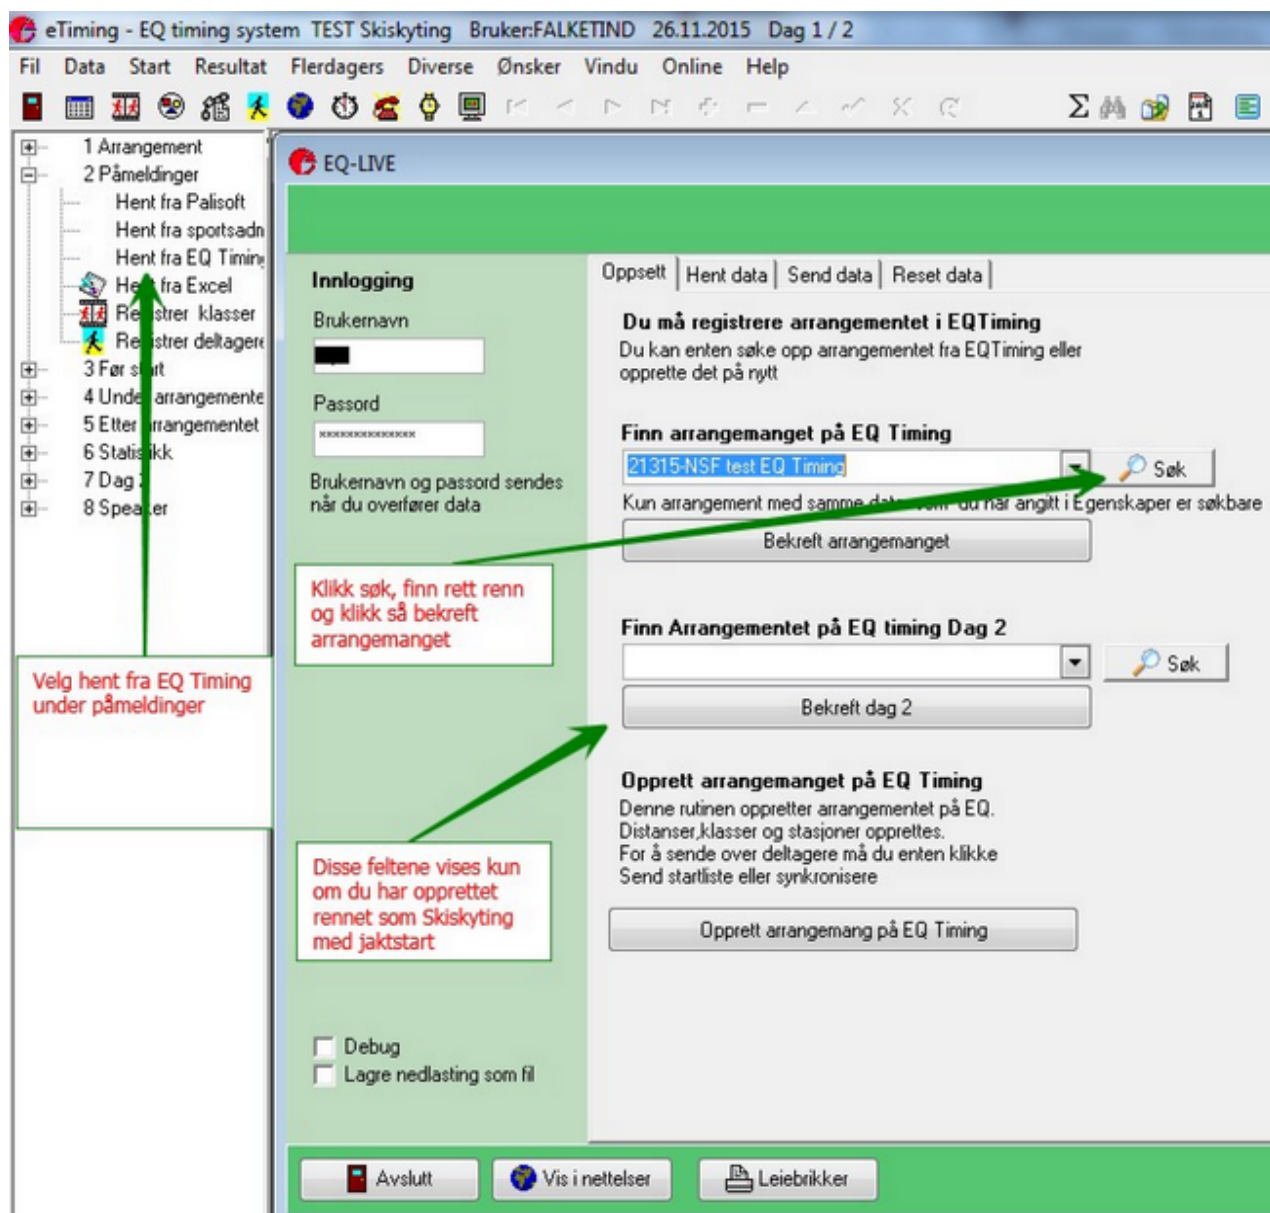 eTiming - EQ timing system TEST Skiskyting Bruker:FALKETIND 26.11.2015 Dag 1 / 2
Fil Data Start Resultat Flerdagers Diverse Ønsker Vindu Online Help
1 Arrangement
2 Påmeldinger
Hent fra Palisoft
Hent fra sportsadn
Hent fra EQ Timin
Hent fra Excel
Registrer klasser
Registrer deltagere
3 Før start
4 Under arrangemente
5 Etter arrangementet
6 Statistikk
7 Dag
8 Speaker
Velg hent fra EQ Timing
under påmeldinger
EQ-LIVE
Innlogging
Brukernavn
Passord
××××××××××××××
Brukernavn og passord sendes
når du overfører data
Klikk søk, finn rett renn
og klikk så bekreft
arrangemanget
Disse feltene vises kun
om du har opprettet
rennet som Skiskyting
med jaktstart
Debug
Lagre nedlasting som fil
Oppsett Hent data Send data Reset data
Du må registrere arrangementet i EQTiming
Du kan enten søke opp arrangementet fra EQTiming eller
opprette det på nytt
Finn arrangemanget på EQ Timing
21315-NSF test EQ Timing Søk
Kun arrangement med samme dato som du har angitt i Egenskaper er søkbare
Bekreft arrangemanget
Finn Arrangementet på EQ timing Dag 2
Søk
Bekreft dag 2
Opprett arrangemanget på EQ Timing
Denne rutinen oppretter arrangementet på EQ.
Distanser,klasser og stasjoner opprettes.
For å sende over deltagere må du enten klikke
Send startliste eller synkronisere
Opprett arrangemang på EQ Timing
Avslutt Vis i nettelser Leiebrikker